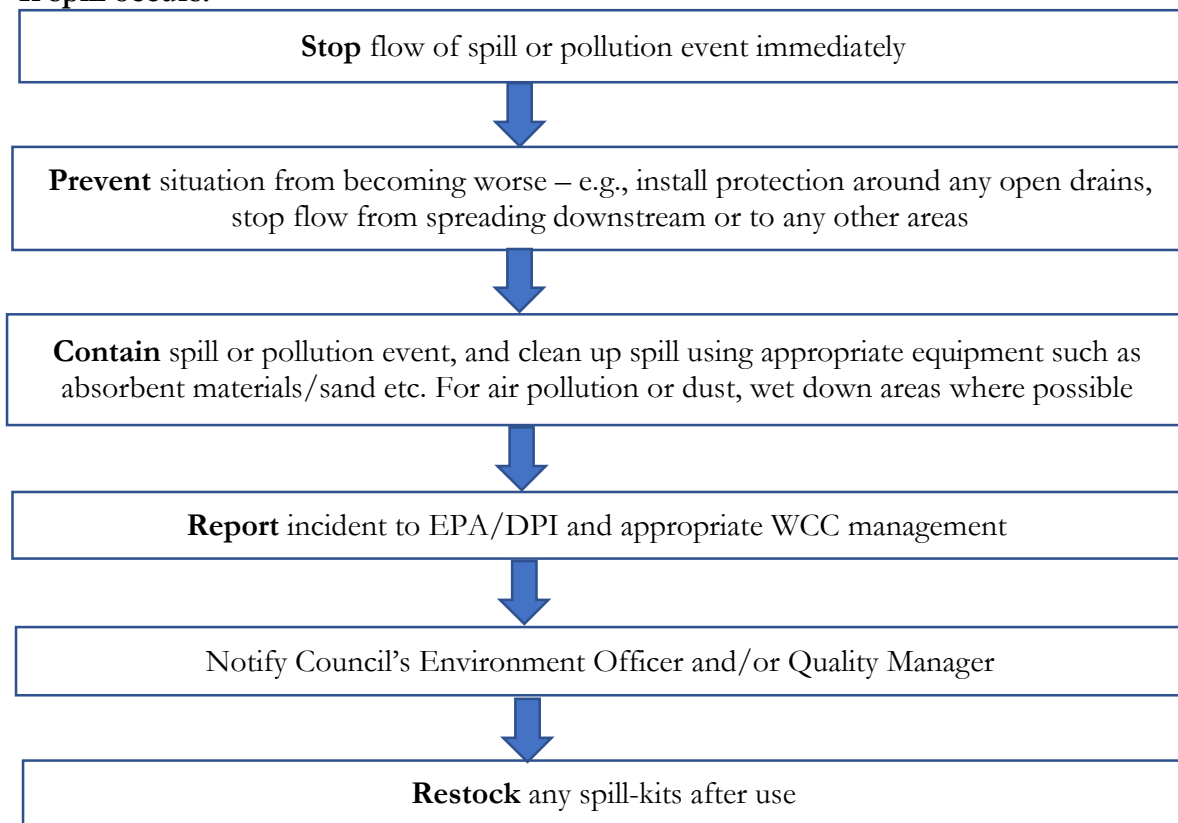 Stop flow of spill or pollution event immediately
Prevent situation from becoming worse – e.g., install protection around any open drains,
stop flow from spreading downstream or to any other areas
Contain spill or pollution event, and clean up spill using appropriate equipment such as
absorbent materials/sand etc. For air pollution or dust, wet down areas where possible
Report incident to EPA/DPI and appropriate WCC management
Notify Council’s Environment Officer and/or Quality Manager
Restock any spill-kits after use